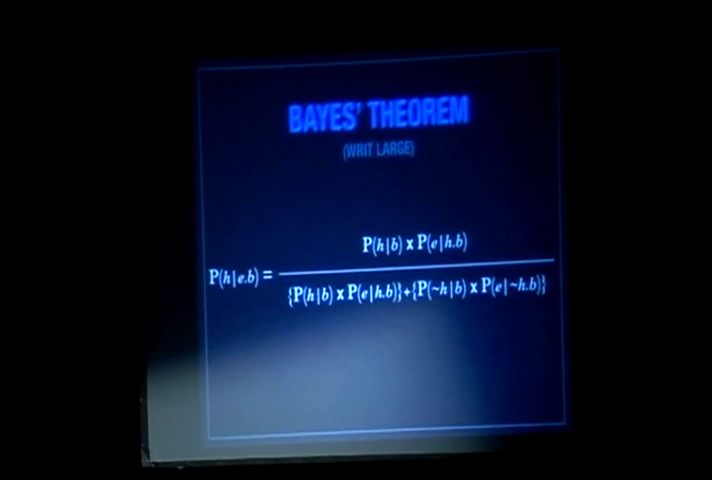 BAYES' THEOREM
(WRIT LARGE)
P(h|b) x P(e|h.b)
P(h|e.b) =
{P(h|b) x P(e|h.b)}+{P(~h|b) x P(e|~h.b)}